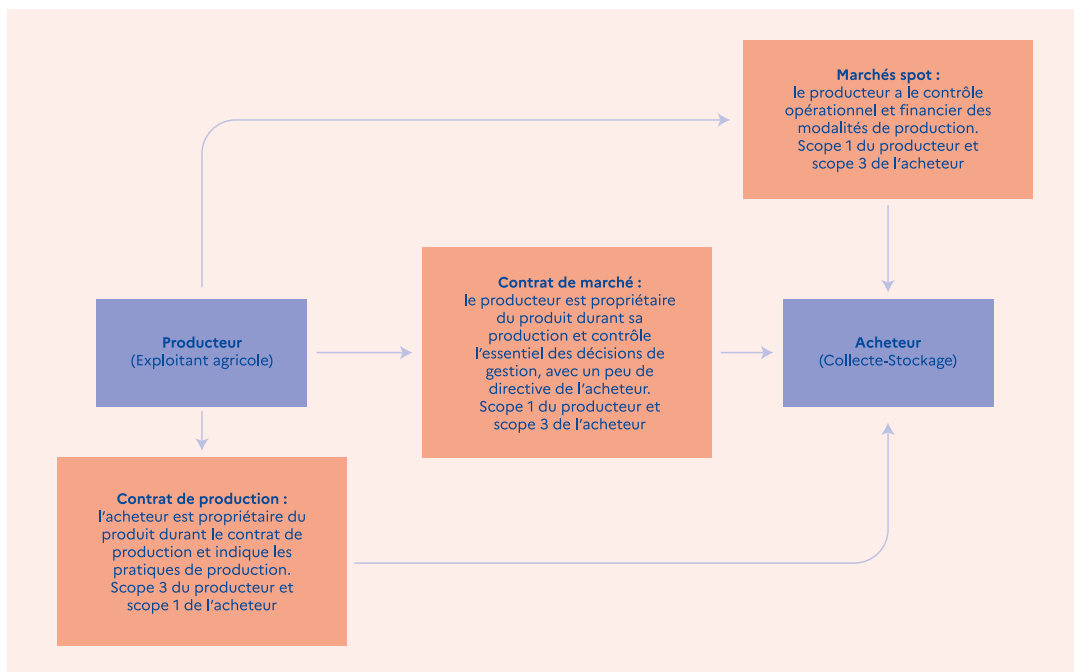 Marchés spot :
le producteur a le contrôle
opérationnel et financier des
modalités de production.
Scope 1 du producteur et
scope 3 de l'acheteur
Contrat de marché :
le producteur est propriétaire
du produit durant sa
production et contrôle
l'essentiel des décisions de
gestion, avec un peu de
directive de l'acheteur.
Scope 1 du producteur et
scope 3 de l'acheteur
Producteur
(Exploitant agricole)
Acheteur
(Collecte-Stockage)
Contrat de production :
l'acheteur est propriétaire du
produit durant le contrat de
production et indique les
pratiques de production.
Scope 3 du producteur et
scope 1 de l'acheteur